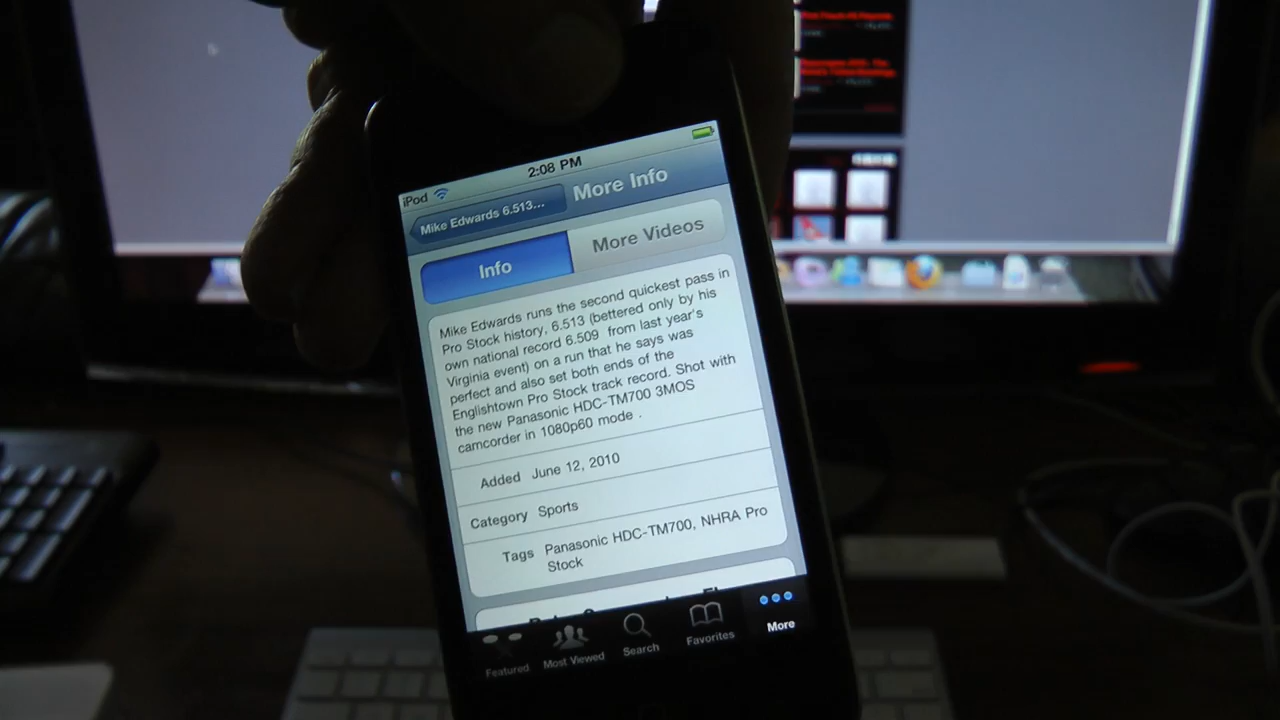 iPod
2:08 PM
Mike Edwards 6.513...
More Info
Info
More Videos
Mike Edwards runs the second quickest pass in
Pro Stock history, 6.513 (bettered only by his
own national record 6.509 from last year's
Virginia event) on a run that he says was
perfect and also set both ends of the
Englishtown Pro Stock track record. Shot with
the new Panasonic HDC-TM700 3MOS
camcorder in 1080p60 mode .
Added June 12, 2010
Category Sports
Tags Panasonic HDC-TM700, NHRA Pro
Stock
Featured
Most Viewed
Search
Favorites
More